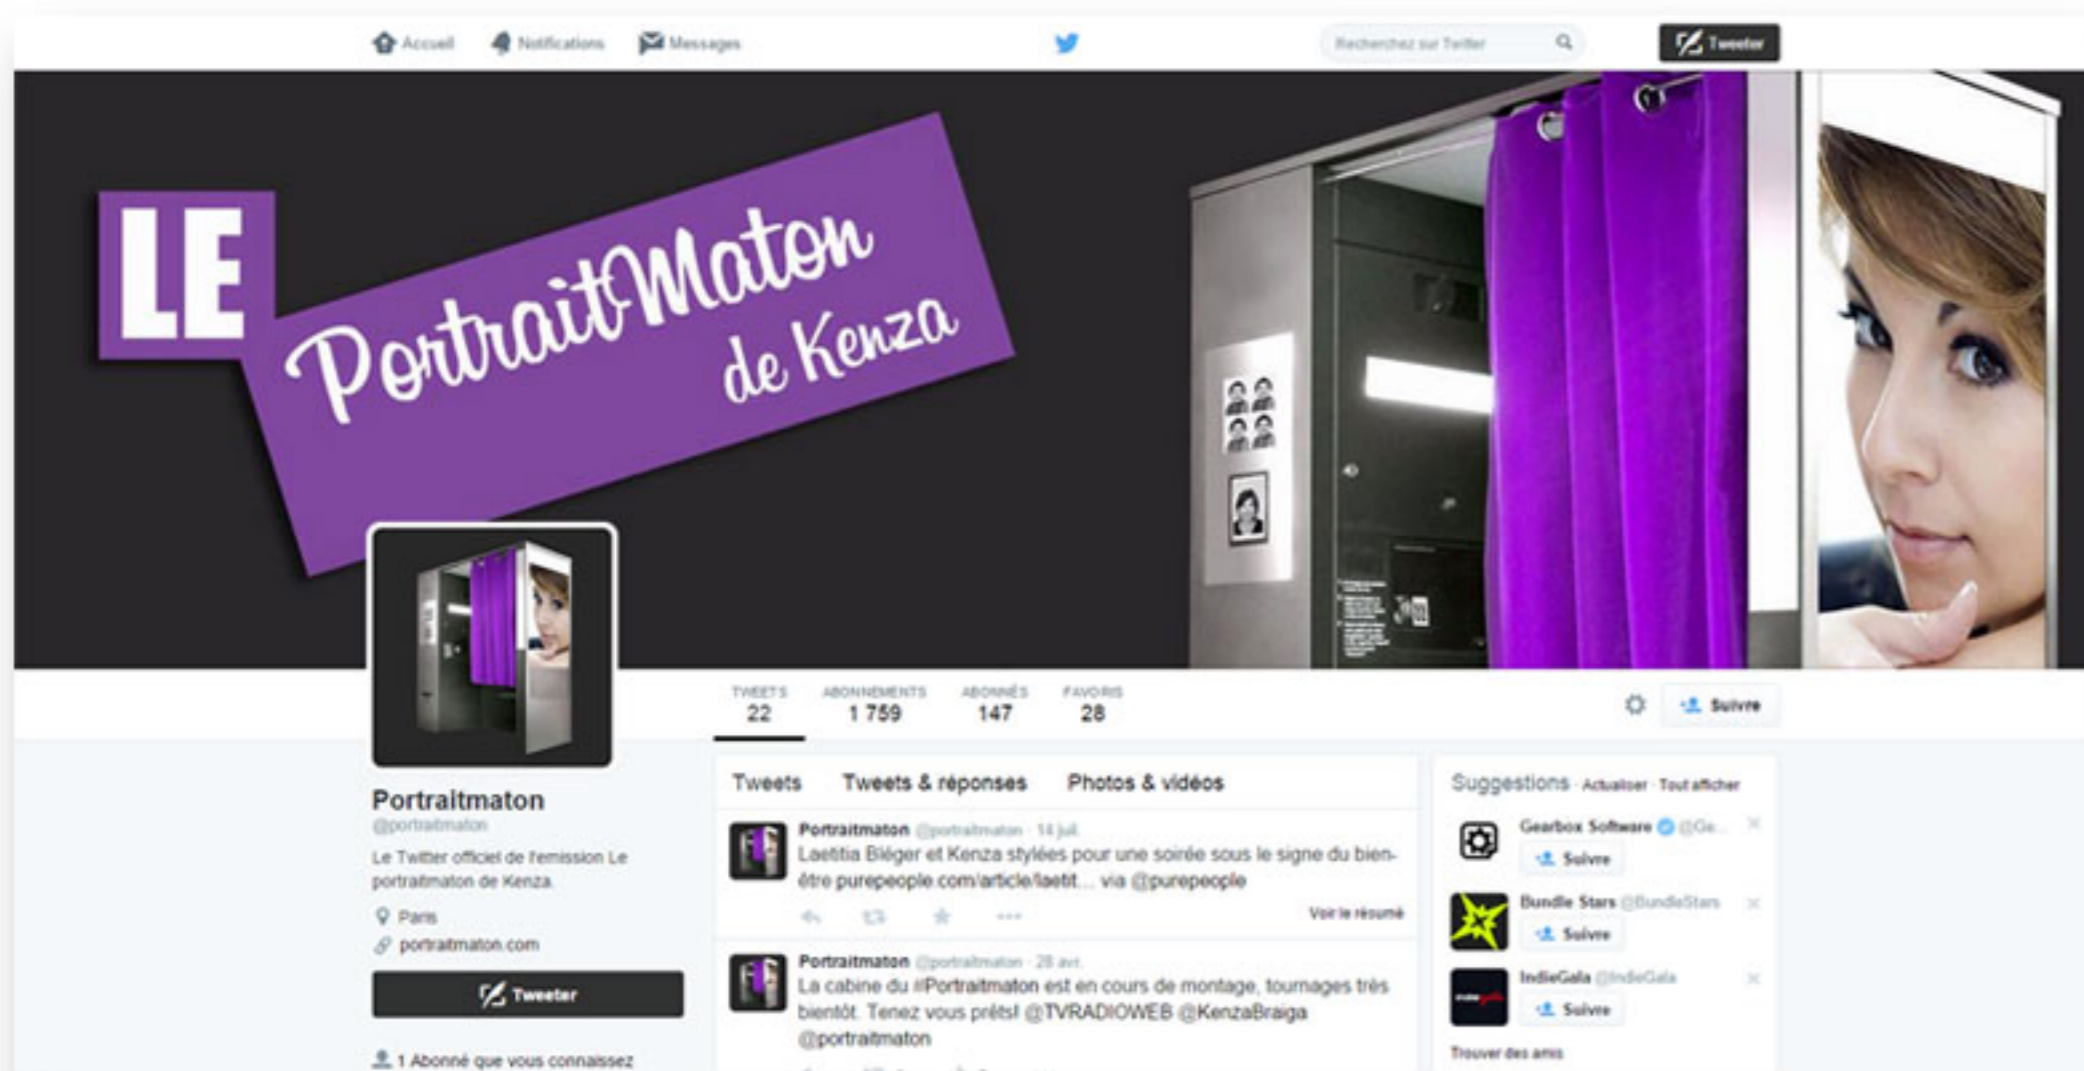 Accueil Notifications Messages
Recherchez sur Twitter
Tweeter
LE
PortraitMaton
de Kenza
TWEETS ABONNEMENTS ABONNÉS FAVORIS
22 1 759 147 28
Suivre
Portraitmaton
@portraitmaton
Le Twitter officiel de l'emission Le
portraitmaton de Kenza.
Paris
portraitmaton.com
Tweeter
1 Abonné que vous connaissez
Tweets Tweets & réponses Photos & vidéos
Portraitmaton @portraitmaton · 14 juil.
Laetitia Bléger et Kenza stylées pour une soirée sous le signe du bien-
être purepeople.com/article/laetit... via @purepeople
Voir le résumé
Portraitmaton @portraitmaton · 28 avr.
La cabine du #Portraitmaton est en cours de montage, tournages très
bientôt. Tenez vous prêts! @TVRADIOWEB @KenzaBraiga
@portraitmaton
Suggestions · Actualiser · Tout afficher
Gearbox Software @Ge...
Suivre
Bundle Stars @BundleStars
Suivre
IndieGala @IndieGala
Suivre
Trouver des amis